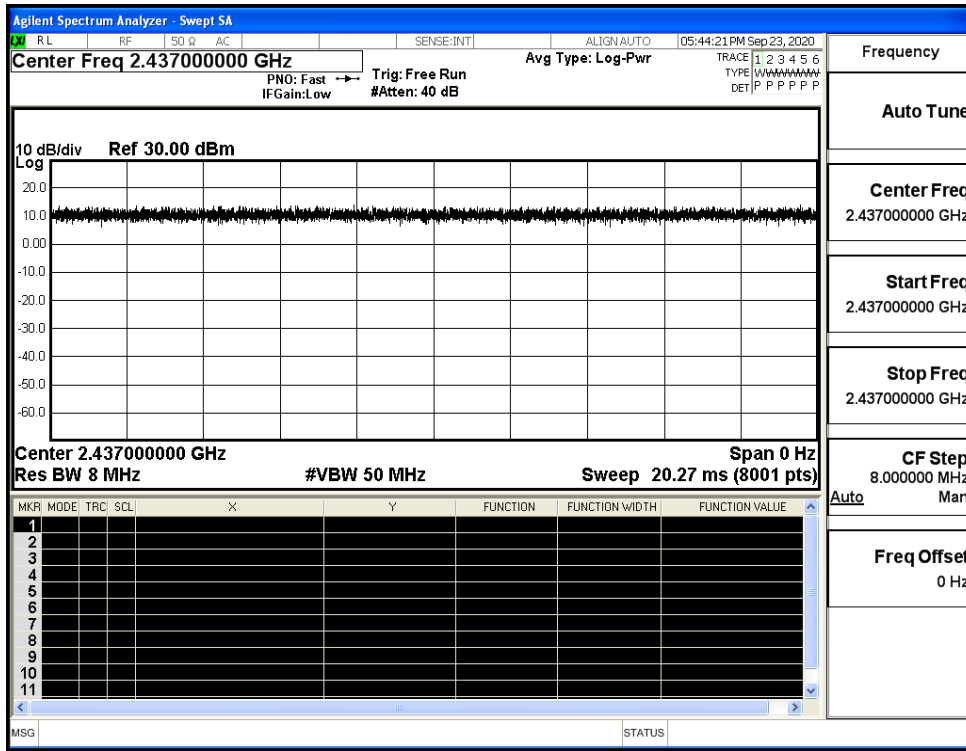 Agilent Spectrum Analyzer - Swept SA
LXI RL RF 50 Ω AC SENSE:INT ALIGN AUTO 05:44:21 PM Sep 23, 2020
Center Freq 2.437000000 GHz Avg Type: Log-Pwr TRACE 1 2 3 4 5 6
PNO: Fast Trig: Free Run TYPE
IFGain:Low #Atten: 40 dB DET P P P P P P
Frequency
Auto Tune
Center Freq
2.437000000 GHz
Start Freq
2.437000000 GHz
Stop Freq
2.437000000 GHz
CF Step
8.000000 MHz
Auto Man
Freq Offset
0 Hz
10 dB/div Ref 30.00 dBm
Log
20.0
10.0
0.00
-10.0
-20.0
-30.0
-40.0
-50.0
-60.0
Center 2.437000000 GHz Span 0 Hz
Res BW 8 MHz #VBW 50 MHz Sweep 20.27 ms (8001 pts)
MKR MODE TRC SCL X Y FUNCTION FUNCTION WIDTH FUNCTION VALUE
1
2
3
4
5
6
7
8
9
10
11
MSG STATUS